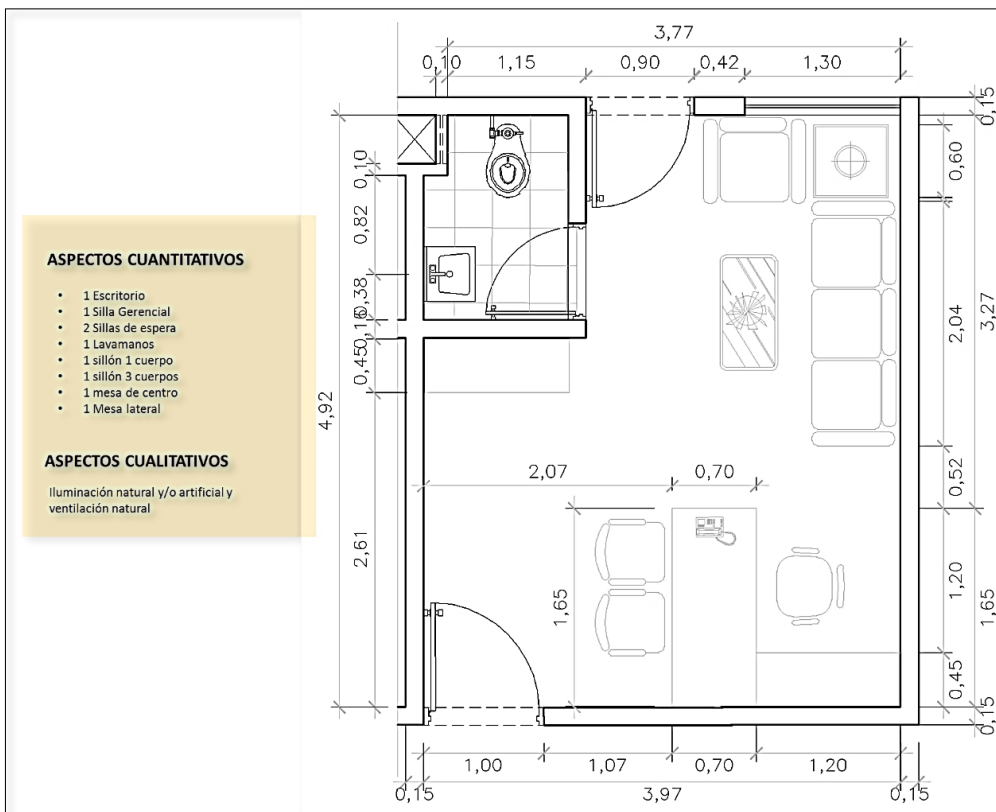 3,77
0,10 1,15 0,90 0,42 1,30
0,15
0,60
0,10
0,82
0,38
0,16
0,45
2,04
3,27
4,92
ASPECTOS CUANTITATIVOS
• 1 Escritorio
• 1 Silla Gerencial
• 2 Sillas de espera
• 1 Lavamanos
• 1 sillón 1 cuerpo
• 1 sillón 3 cuerpos
• 1 mesa de centro
• 1 Mesa lateral
ASPECTOS CUALITATIVOS
Iluminación natural y/o artificial y
ventilación natural
2,07 0,70
0,52
2,61
1,65
1,20
1,65
0,45
0,15
1,00 1,07 0,70 1,20
0,15 3,97 0,15